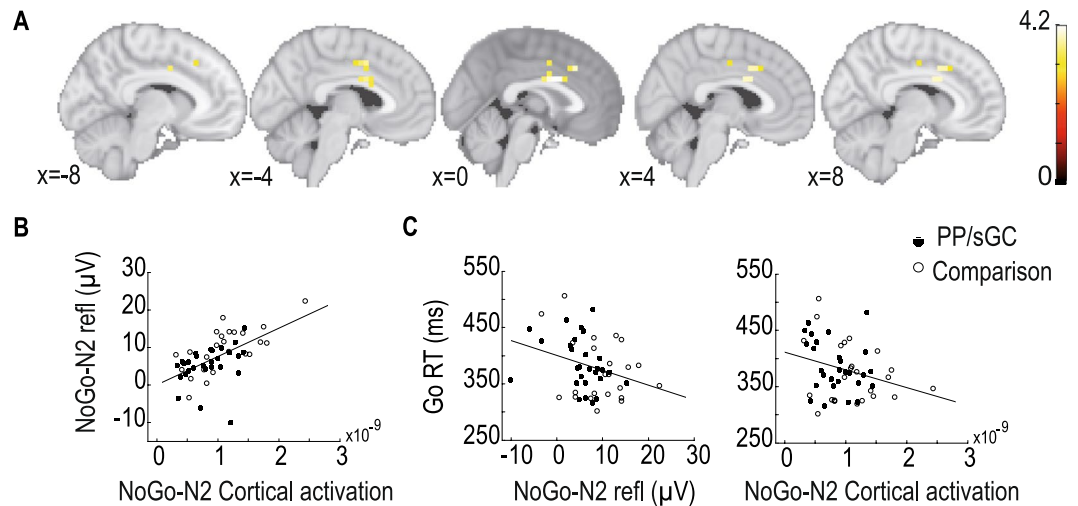 A
4.2
0
x=-8
x=-4
x=0
x=4
x=8
B
NoGo-N2 refl (µV)
30
20
10
0
-10
0
1
2
3
x10-9
NoGo-N2 Cortical activation
C
PP/sGC
Comparison
Go RT (ms)
550
450
350
250
-10
0
10
20
30
NoGo-N2 refl (µV)
550
450
350
250
0
1
2
3
x10-9
NoGo-N2 Cortical activation